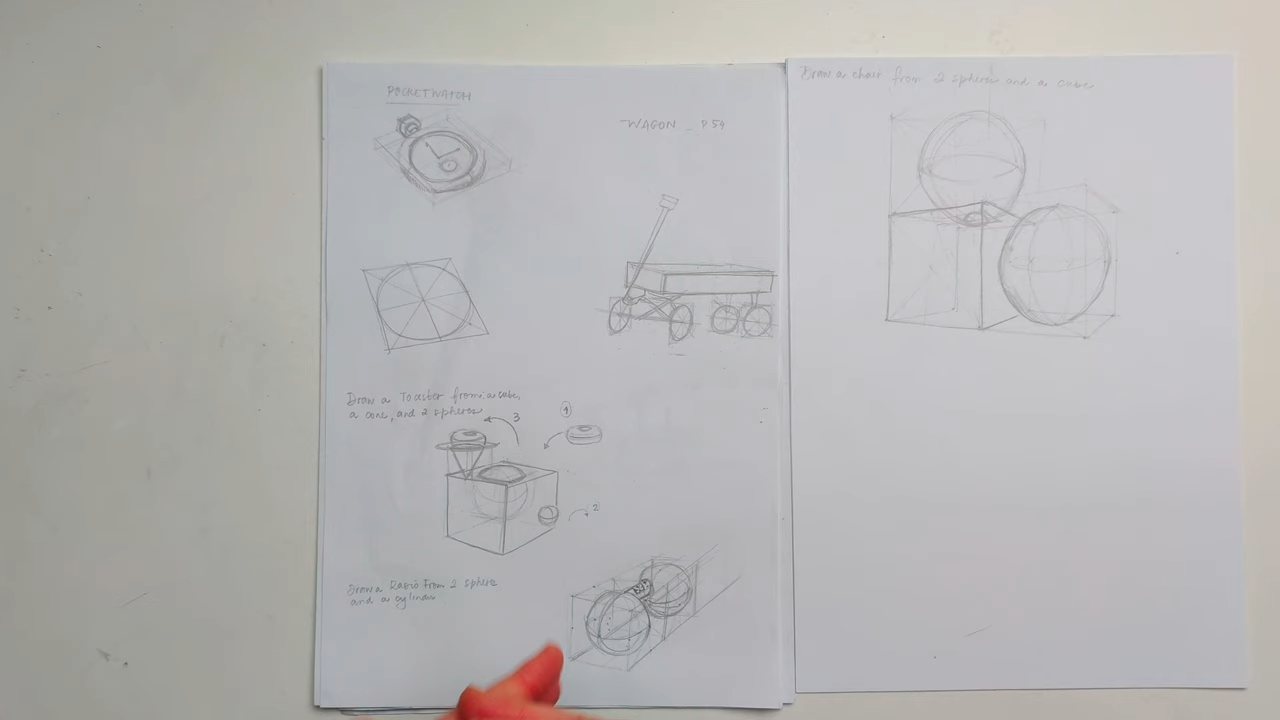 POCKETWATCH
WAGON - P 54
Draw a Toaster from a cube,
a cone, and 2 spheres
1
3
2
Draw a Radio from 2 sphere
and a cylinder
Draw a chair from 2 spheres and a cube